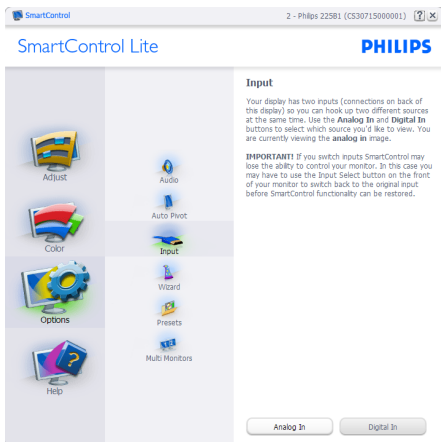 SmartControl
2 - Philips 225B1 (CS30715000001)
SmartControl Lite
PHILIPS
Adjust
Color
Options
Help
Audio
Auto Pivot
Input
Wizard
Presets
Multi Monitors
Input
Your display has two inputs (connections on back of
this display) so you can hook up two different sources
at the same time. Use the Analog In and Digital In
buttons to select which source you'd like to view. You
are currently viewing the analog in image.
IMPORTANT! If you switch inputs SmartControl may
lose the ability to control your monitor. In this case you
may have to use the Input Select button on the front
of your monitor to switch back to the original input
before SmartControl functionality can be restored.
Analog In
Digital In